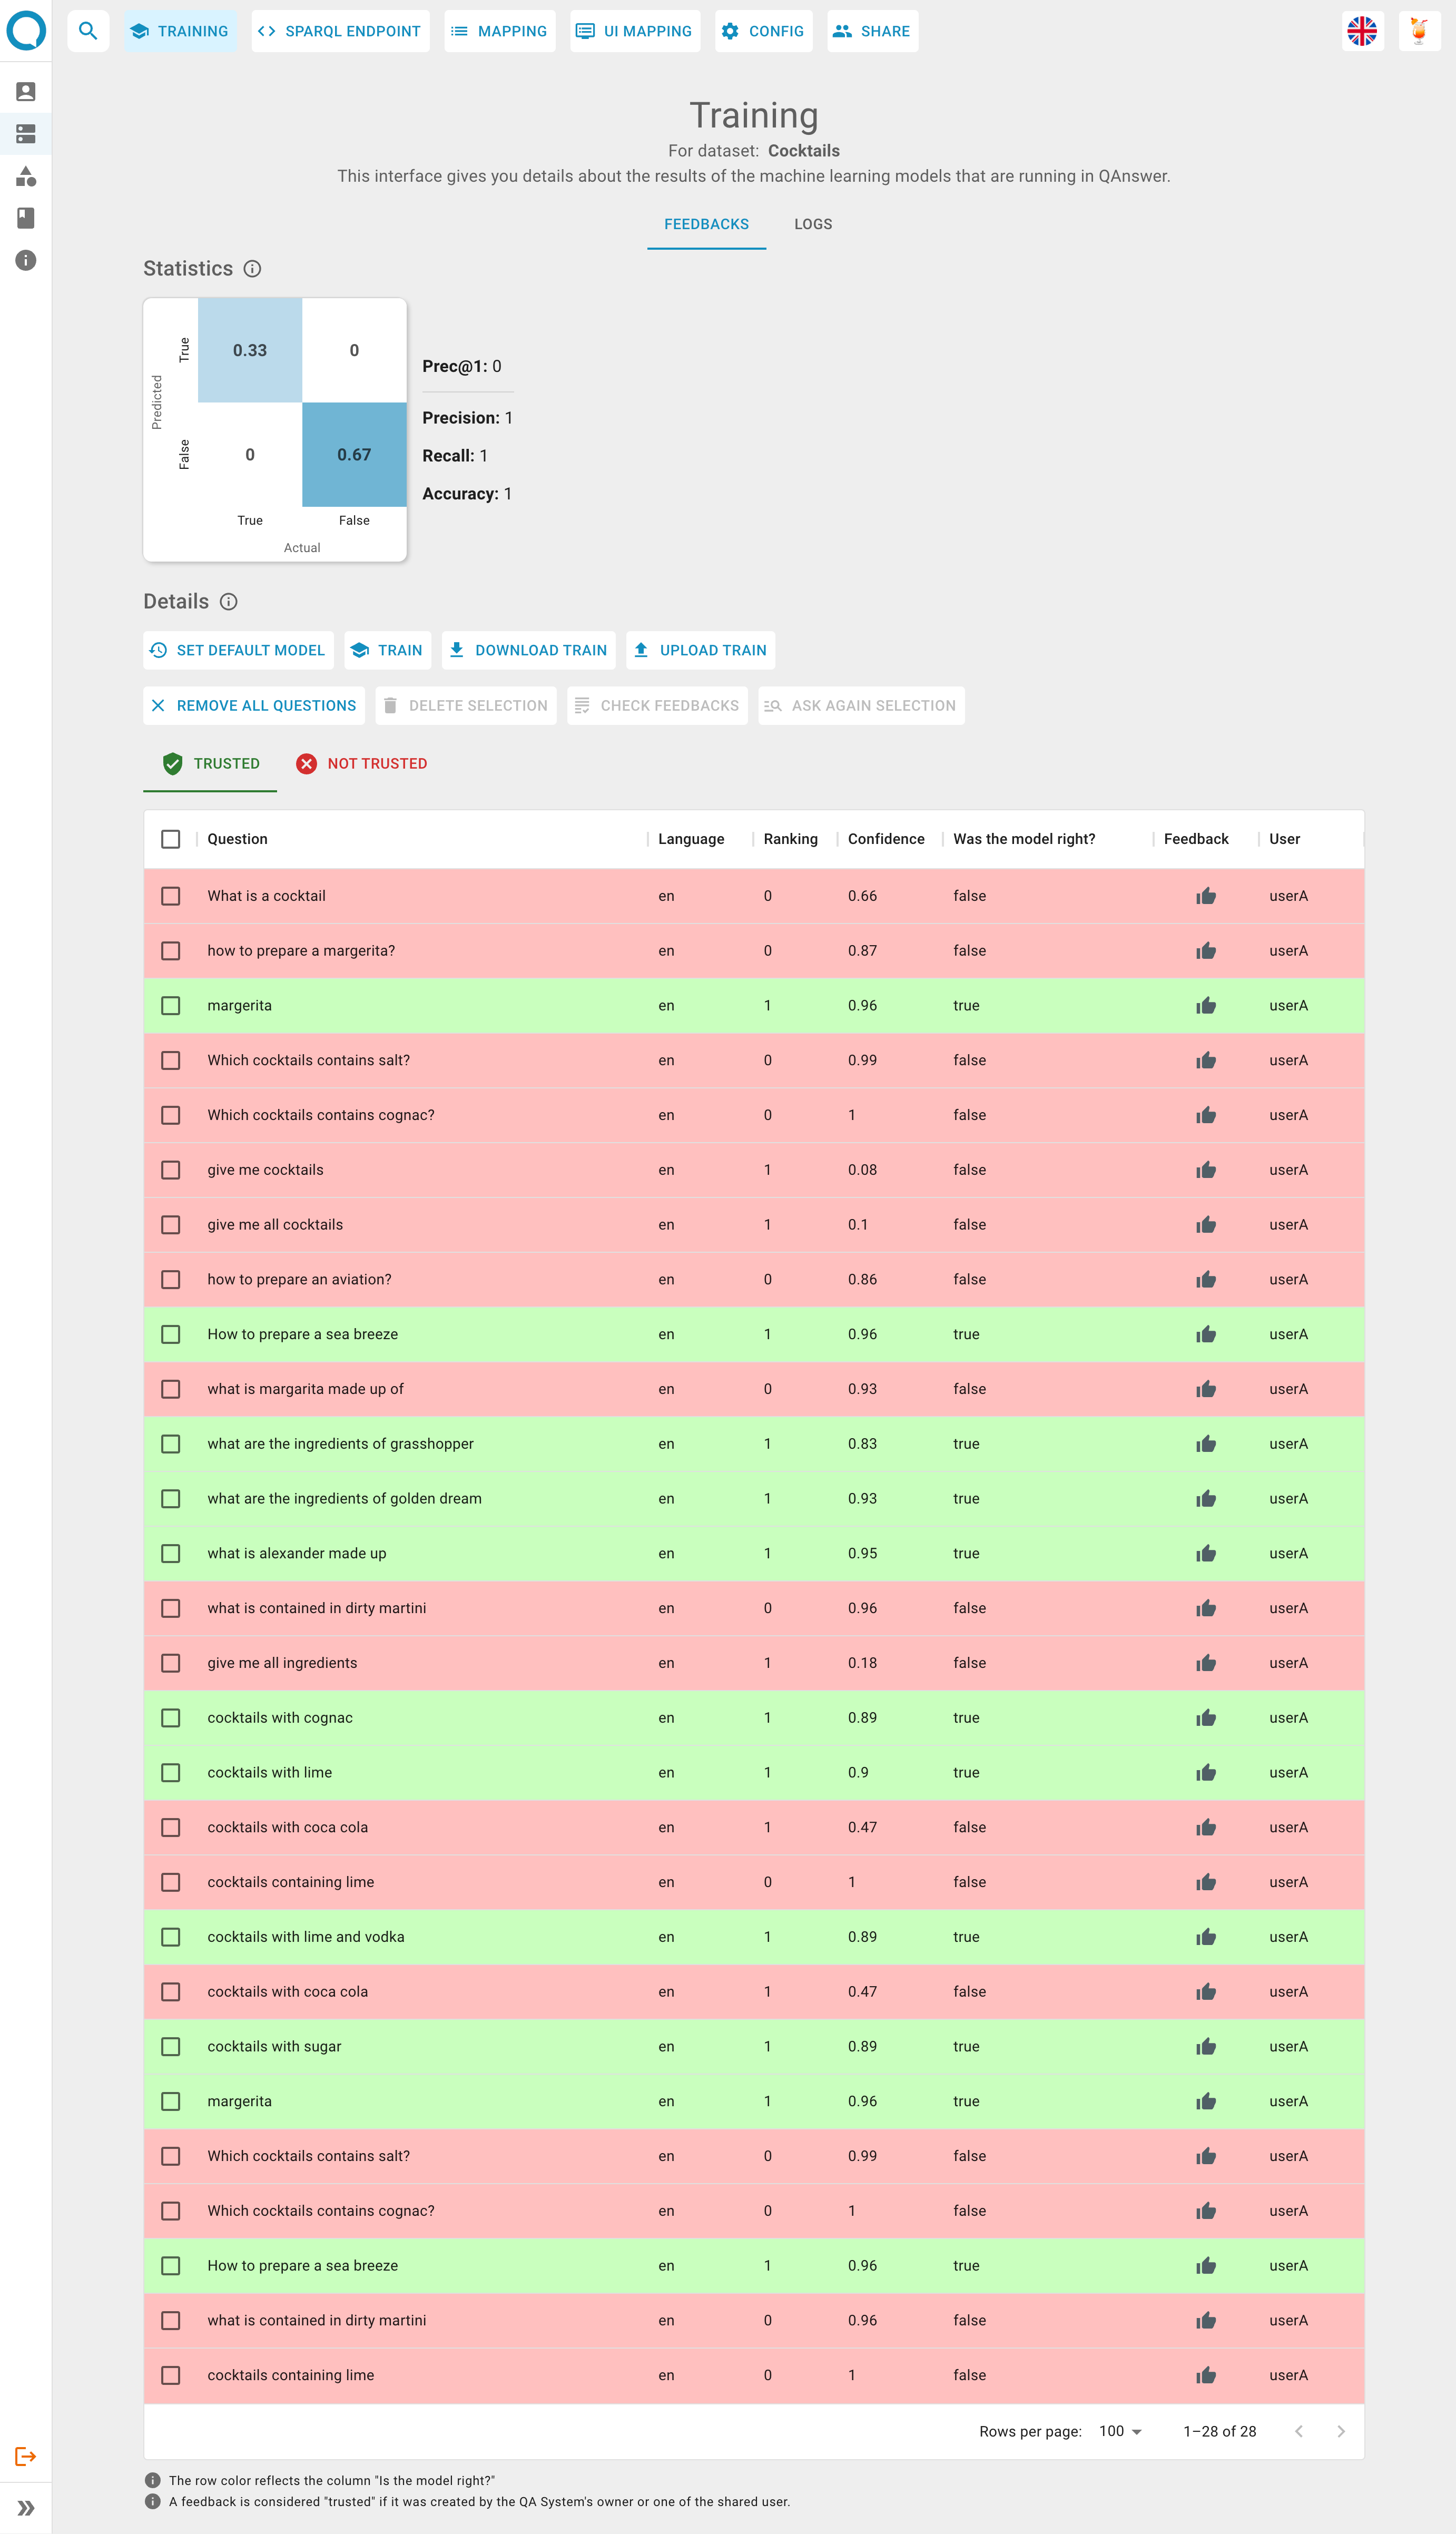 TRAINING SPARQL ENDPOINT MAPPING UI MAPPING CONFIG SHARE
Training
For dataset: Cocktails
This interface gives you details about the results of the machine learning models that are running in QAnswer.
FEEDBACKS LOGS
Statistics
Predicted
True 0.33 0
False 0 0.67
True False
Actual
Prec@1: 0
Precision: 1
Recall: 1
Accuracy: 1
Details
SET DEFAULT MODEL TRAIN DOWNLOAD TRAIN UPLOAD TRAIN
REMOVE ALL QUESTIONS DELETE SELECTION CHECK FEEDBACKS ASK AGAIN SELECTION
TRUSTED NOT TRUSTED
Question Language Ranking Confidence Was the model right? Feedback User
What is a cocktail en 0 0.66 false userA
how to prepare a margerita? en 0 0.87 false userA
margerita en 1 0.96 true userA
Which cocktails contains salt? en 0 0.99 false userA
Which cocktails contains cognac? en 0 1 false userA
give me cocktails en 1 0.08 false userA
give me all cocktails en 1 0.1 false userA
how to prepare an aviation? en 0 0.86 false userA
How to prepare a sea breeze en 1 0.96 true userA
what is margarita made up of en 0 0.93 false userA
what are the ingredients of grasshopper en 1 0.83 true userA
what are the ingredients of golden dream en 1 0.93 true userA
what is alexander made up en 1 0.95 true userA
what is contained in dirty martini en 0 0.96 false userA
give me all ingredients en 1 0.18 false userA
cocktails with cognac en 1 0.89 true userA
cocktails with lime en 1 0.9 true userA
cocktails with coca cola en 1 0.47 false userA
cocktails containing lime en 0 1 false userA
cocktails with lime and vodka en 1 0.89 true userA
cocktails with coca cola en 1 0.47 false userA
cocktails with sugar en 1 0.89 true userA
margerita en 1 0.96 true userA
Which cocktails contains salt? en 0 0.99 false userA
Which cocktails contains cognac? en 0 1 false userA
How to prepare a sea breeze en 1 0.96 true userA
what is contained in dirty martini en 0 0.96 false userA
cocktails containing lime en 0 1 false userA
Rows per page: 100 1–28 of 28
The row color reflects the column "Is the model right?"
A feedback is considered "trusted" if it was created by the QA System's owner or one of the shared user.